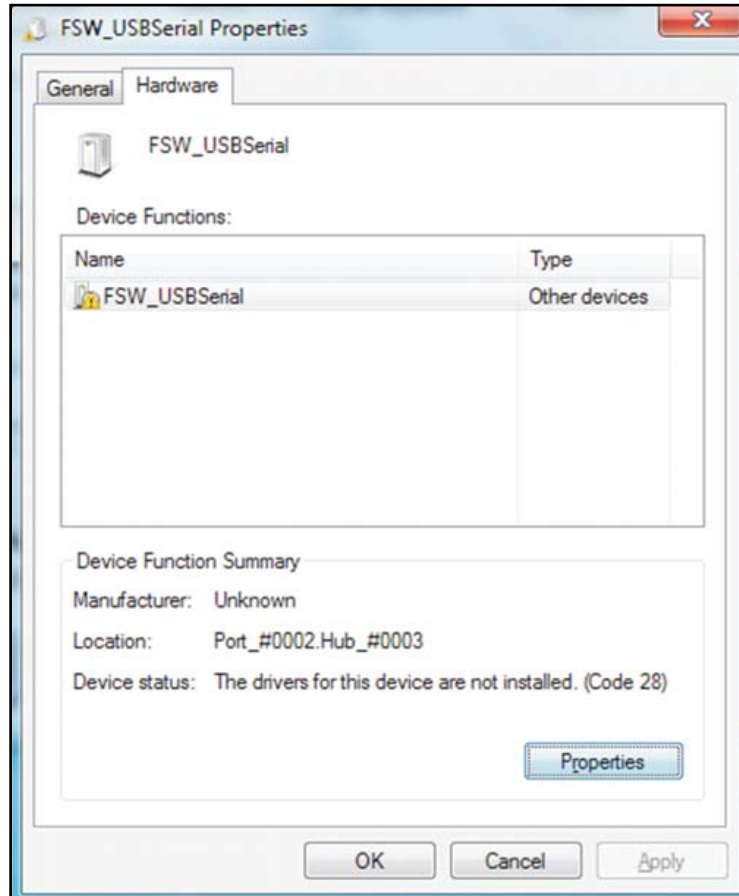 FSW_USBSerial Properties
General Hardware
FSW_USBSerial
Device Functions:
Name Type
FSW_USBSerial Other devices
Device Function Summary
Manufacturer: Unknown
Location: Port_#0002.Hub_#0003
Device status: The drivers for this device are not installed. (Code 28)
Properties
OK Cancel Apply